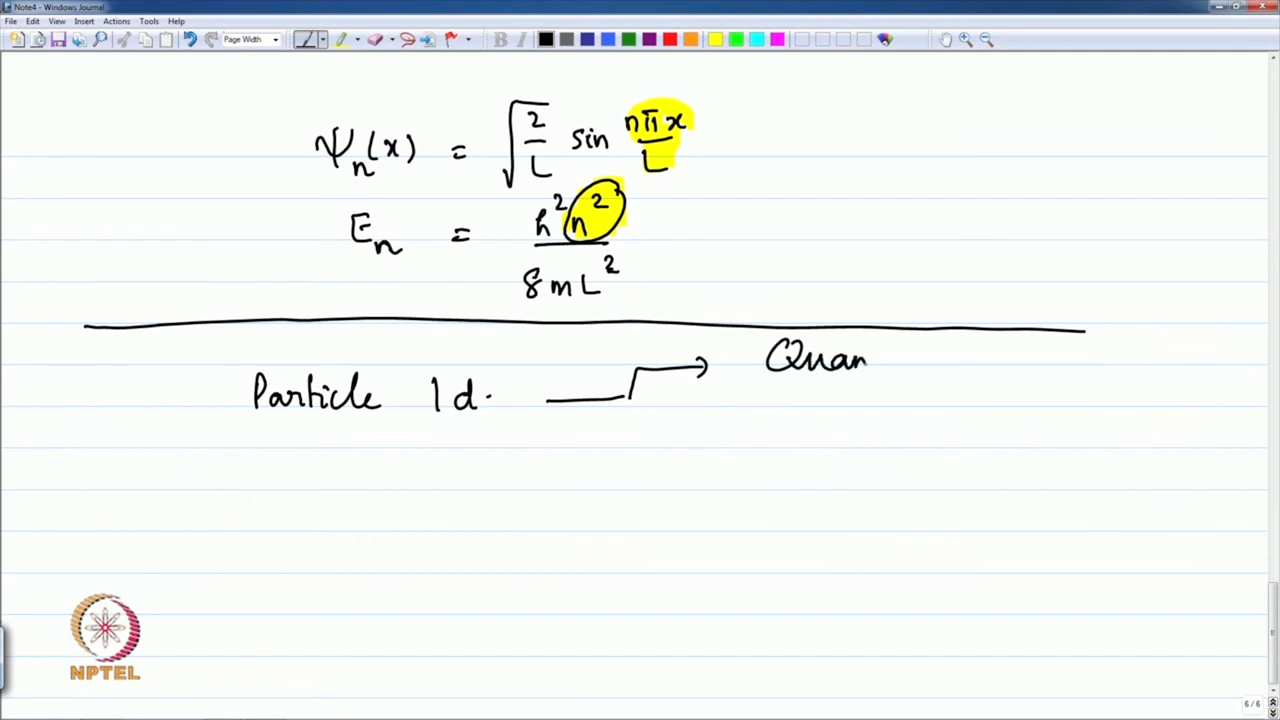 Note4 - Windows Journal
File Edit View Insert Actions Tools Help
Page Width
ψn(x) = √(2/L) sin nπx/L
En = h²n²/8mL²
Particle 1d. → Quan
NPTEL
6/6